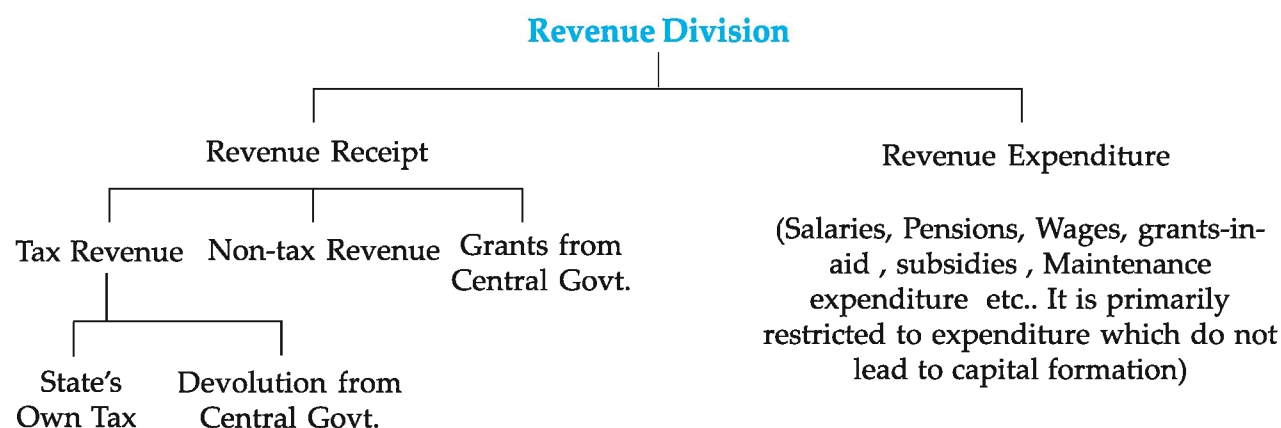 Revenue Division
Revenue Receipt
Revenue Expenditure
Tax Revenue
Non-tax Revenue
Grants from
Central Govt.
(Salaries, Pensions, Wages, grants-in-
aid , subsidies , Maintenance
expenditure etc.. It is primarily
restricted to expenditure which do not
lead to capital formation)
State's
Own Tax
Devolution from
Central Govt.